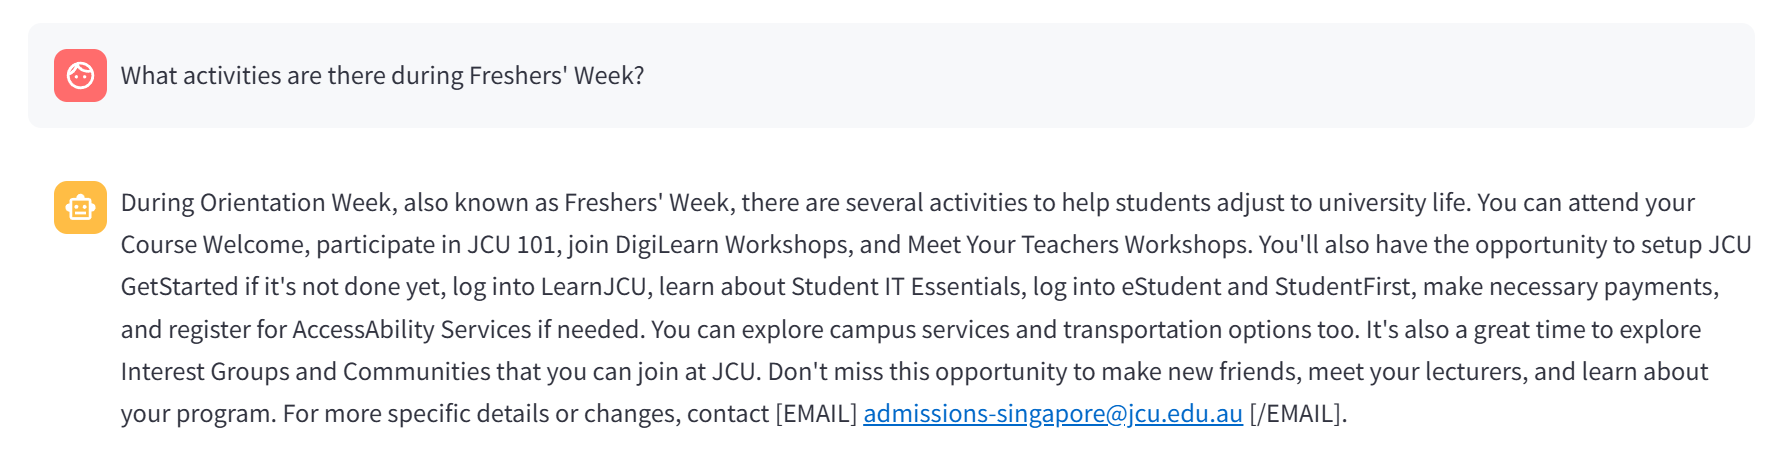 What activities are there during Freshers' Week?
During Orientation Week, also known as Freshers' Week, there are several activities to help students adjust to university life. You can attend your
Course Welcome, participate in JCU 101, join DigiLearn Workshops, and Meet Your Teachers Workshops. You'll also have the opportunity to setup JCU
GetStarted if it's not done yet, log into LearnJCU, learn about Student IT Essentials, log into eStudent and StudentFirst, make necessary payments,
and register for AccessAbility Services if needed. You can explore campus services and transportation options too. It's also a great time to explore
Interest Groups and Communities that you can join at JCU. Don't miss this opportunity to make new friends, meet your lecturers, and learn about
your program. For more specific details or changes, contact [EMAIL] admissions-singapore@jcu.edu.au [/EMAIL].